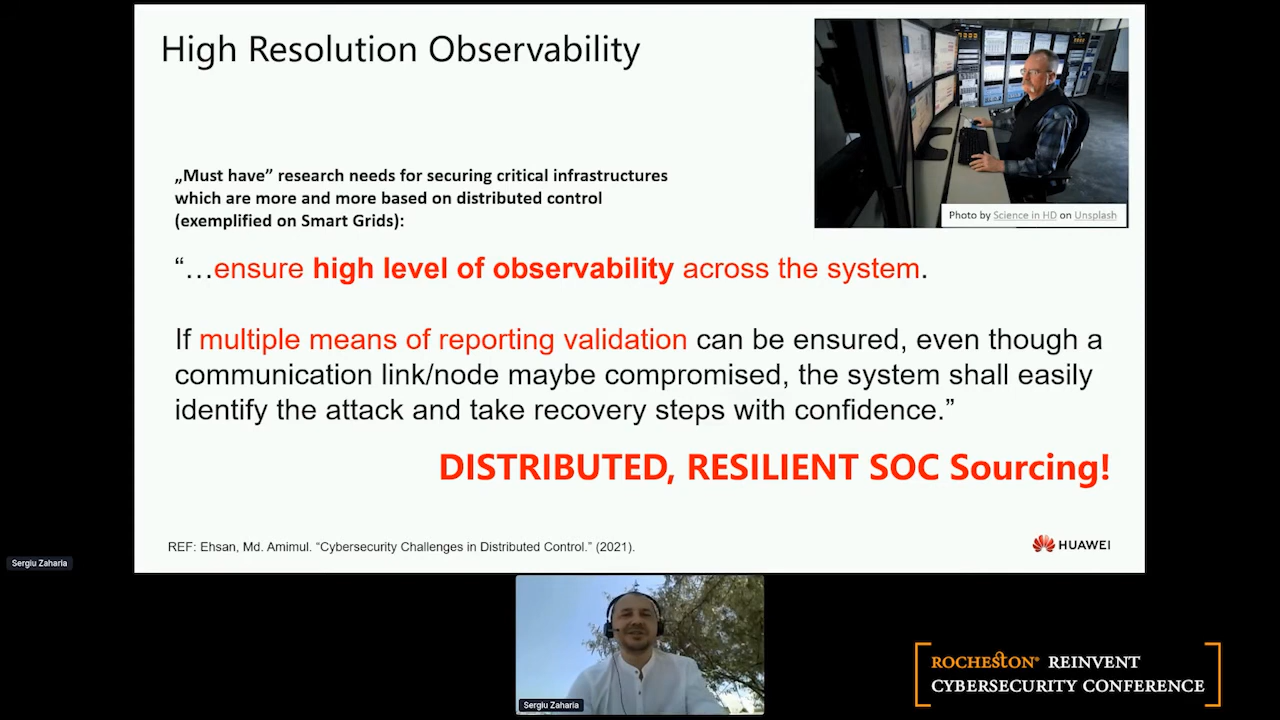 High Resolution Observability
Photo by Science in HD on Unsplash
„Must have” research needs for securing critical infrastructures
which are more and more based on distributed control
(exemplified on Smart Grids):
“…ensure high level of observability across the system.
If multiple means of reporting validation can be ensured, even though a
communication link/node maybe compromised, the system shall easily
identify the attack and take recovery steps with confidence.”
DISTRIBUTED, RESILIENT SOC Sourcing!
REF: Ehsan, Md. Amimul. “Cybersecurity Challenges in Distributed Control.” (2021).
HUAWEI
Sergiu Zaharia
Sergiu Zaharia
ROCHESTON® REINVENT
CYBERSECURITY CONFERENCE